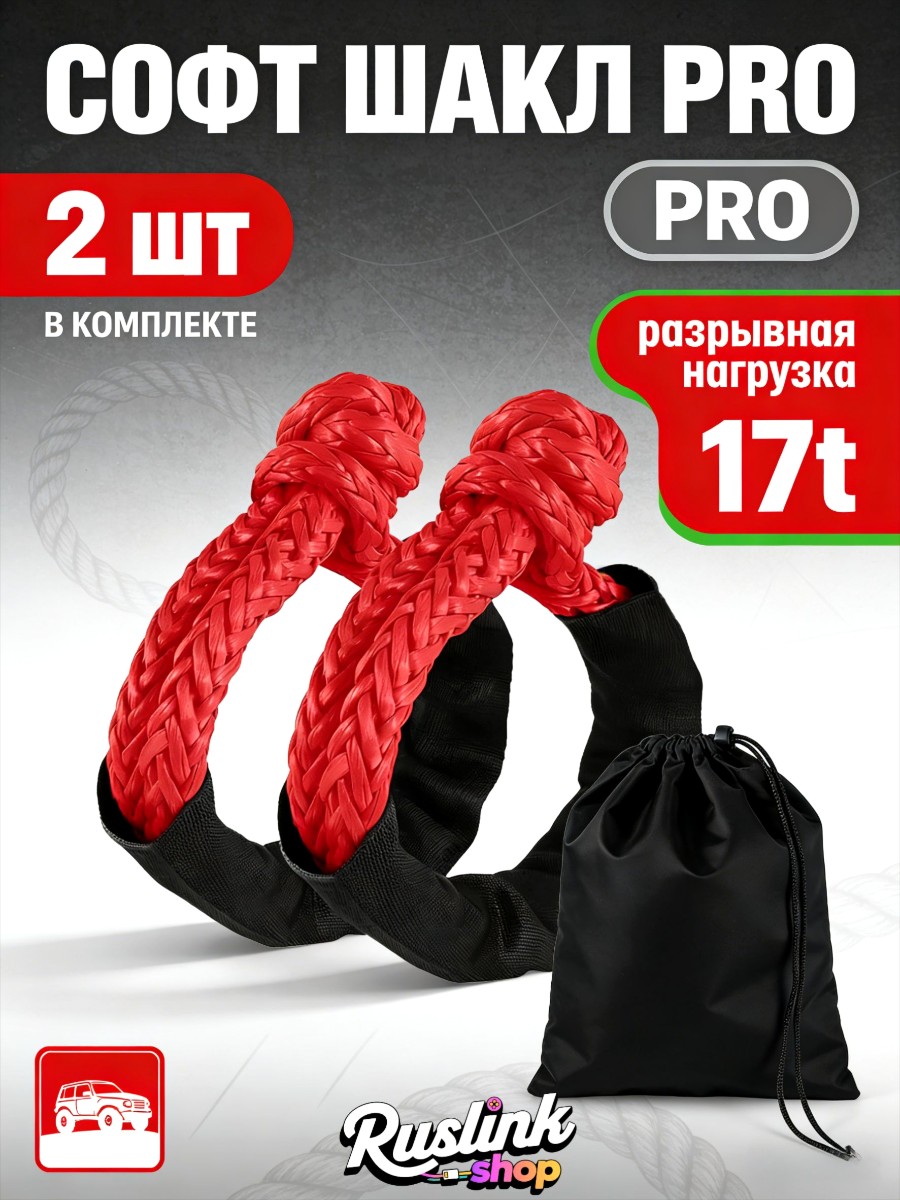 СОФТ ШАКЛ PRO
PRO
2 шт
В КОМПЛЕКТЕ
разрывная
нагрузка
17t
Ruslink
shop